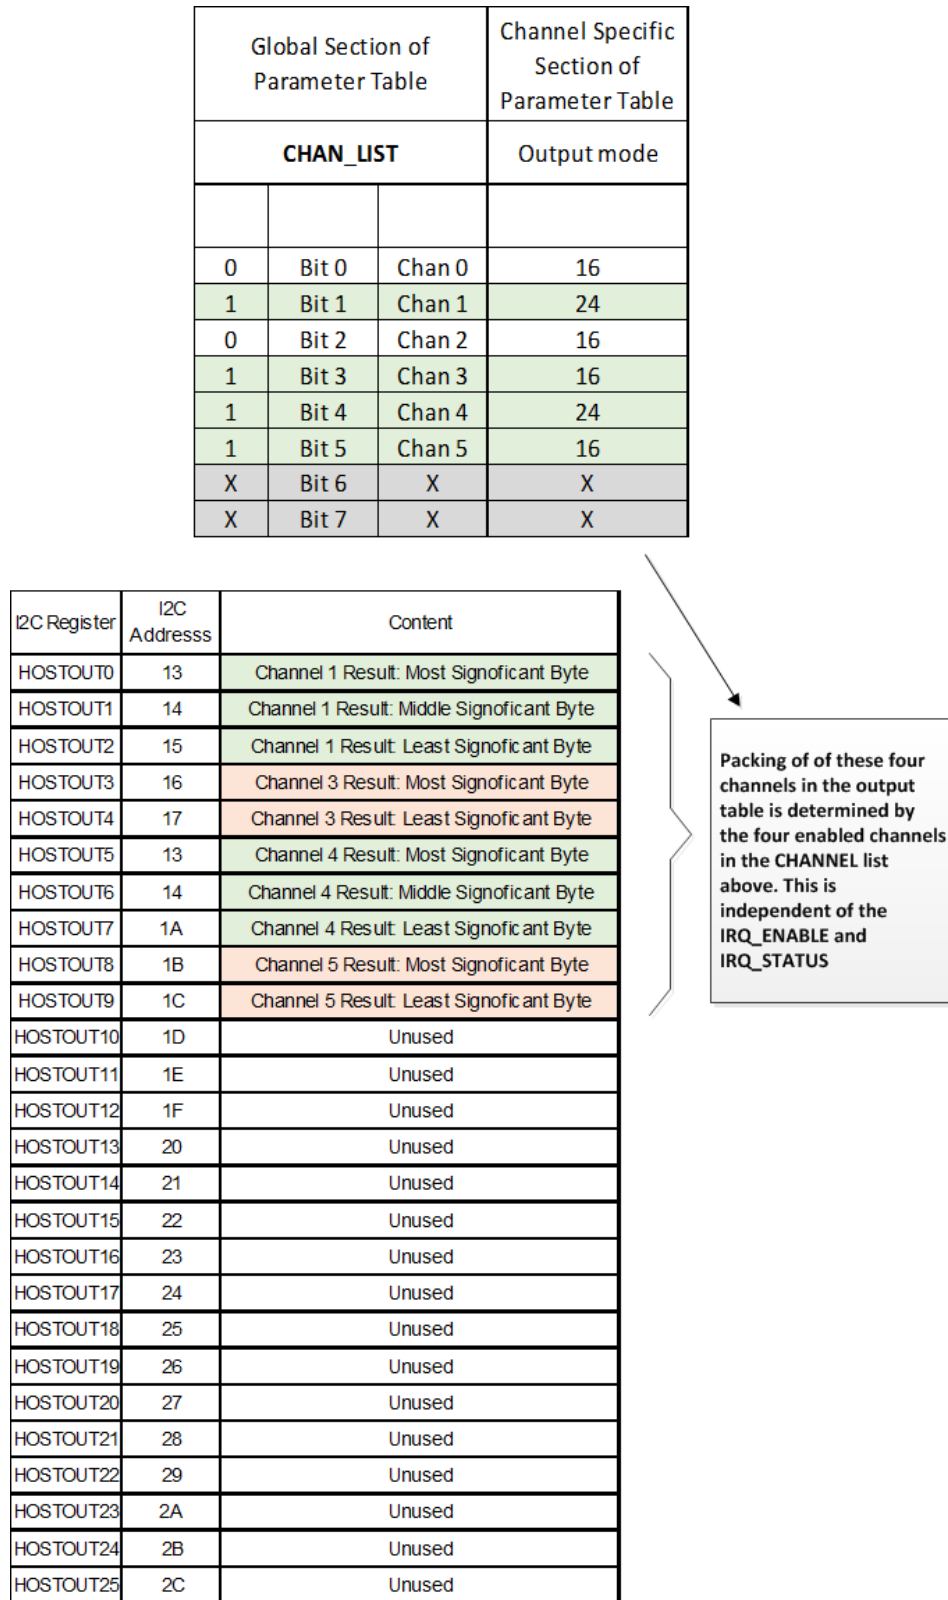 Global Section of
Parameter Table
Channel Specific
Section of
Parameter Table
CHAN_LIST
Output mode
0 Bit 0 Chan 0 16
1 Bit 1 Chan 1 24
0 Bit 2 Chan 2 16
1 Bit 3 Chan 3 16
1 Bit 4 Chan 4 24
1 Bit 5 Chan 5 16
X Bit 6 X X
X Bit 7 X X
I2C Register I2C Addresss Content
HOSTOUT0 13 Channel 1 Result: Most Signoficant Byte
HOSTOUT1 14 Channel 1 Result: Middle Signoficant Byte
HOSTOUT2 15 Channel 1 Result: Least Signoficant Byte
HOSTOUT3 16 Channel 3 Result: Most Signoficant Byte
HOSTOUT4 17 Channel 3 Result: Least Signoficant Byte
HOSTOUT5 13 Channel 4 Result: Most Signoficant Byte
HOSTOUT6 14 Channel 4 Result: Middle Signoficant Byte
HOSTOUT7 1A Channel 4 Result: Least Signoficant Byte
HOSTOUT8 1B Channel 5 Result: Most Signoficant Byte
HOSTOUT9 1C Channel 5 Result: Least Signoficant Byte
HOSTOUT10 1D Unused
HOSTOUT11 1E Unused
HOSTOUT12 1F Unused
HOSTOUT13 20 Unused
HOSTOUT14 21 Unused
HOSTOUT15 22 Unused
HOSTOUT16 23 Unused
HOSTOUT17 24 Unused
HOSTOUT18 25 Unused
HOSTOUT19 26 Unused
HOSTOUT20 27 Unused
HOSTOUT21 28 Unused
HOSTOUT22 29 Unused
HOSTOUT23 2A Unused
HOSTOUT24 2B Unused
HOSTOUT25 2C Unused
Packing of of these four
channels in the output
table is determined by
the four enabled channels
in the CHANNEL list
above. This is
independent of the
IRQ_ENABLE and
IRQ_STATUS